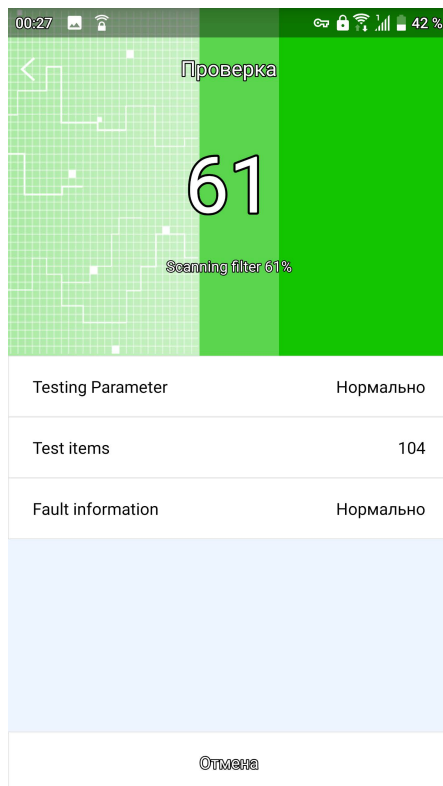 00:27 42 %
Проверка
61
Scanning filter 61%
Testing Parameter Нормально
Test items 104
Fault information Нормально
Отмена